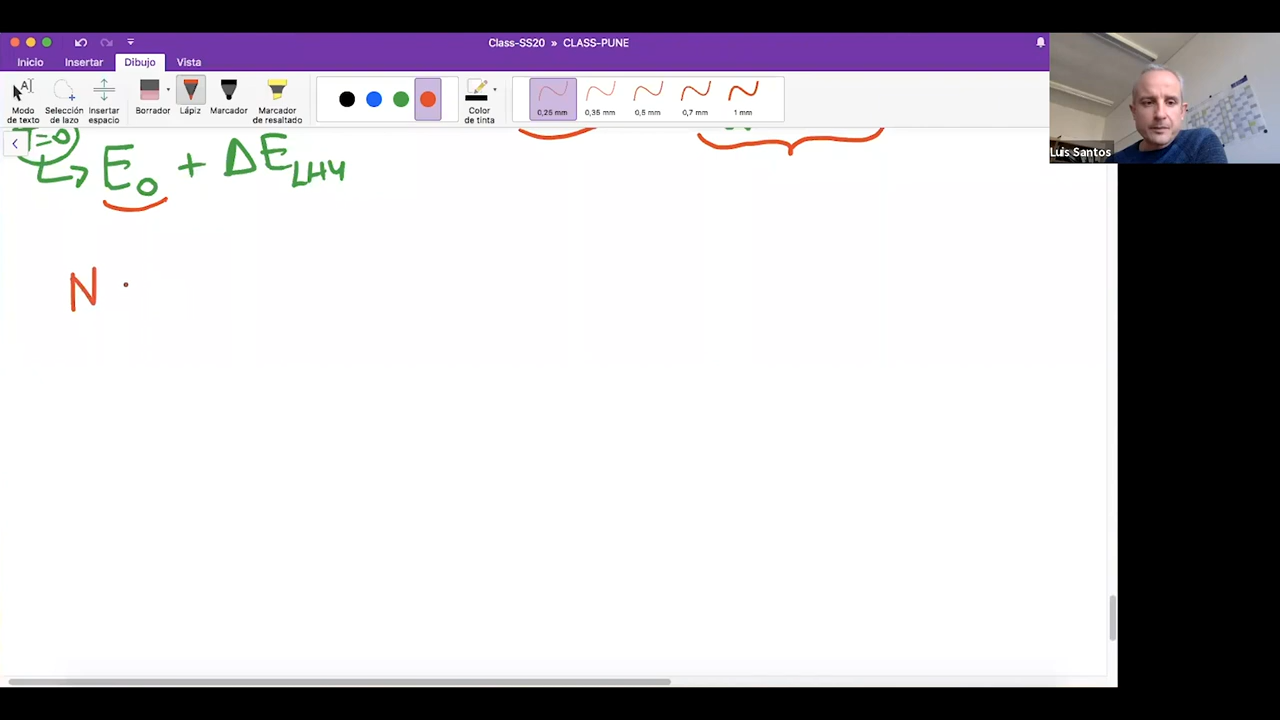 Class-SS20 » CLASS-PUNE
Inicio Insertar Dibujo Vista
Modo de texto
Selección de lazo
Insertar espacio
Borrador
Lápiz
Marcador
Marcador de resaltado
Color de tinta
0,25 mm 0,35 mm 0,5 mm 0,7 mm 1 mm
Luis Santos
T=0
E₀ + ΔE_LHY
N